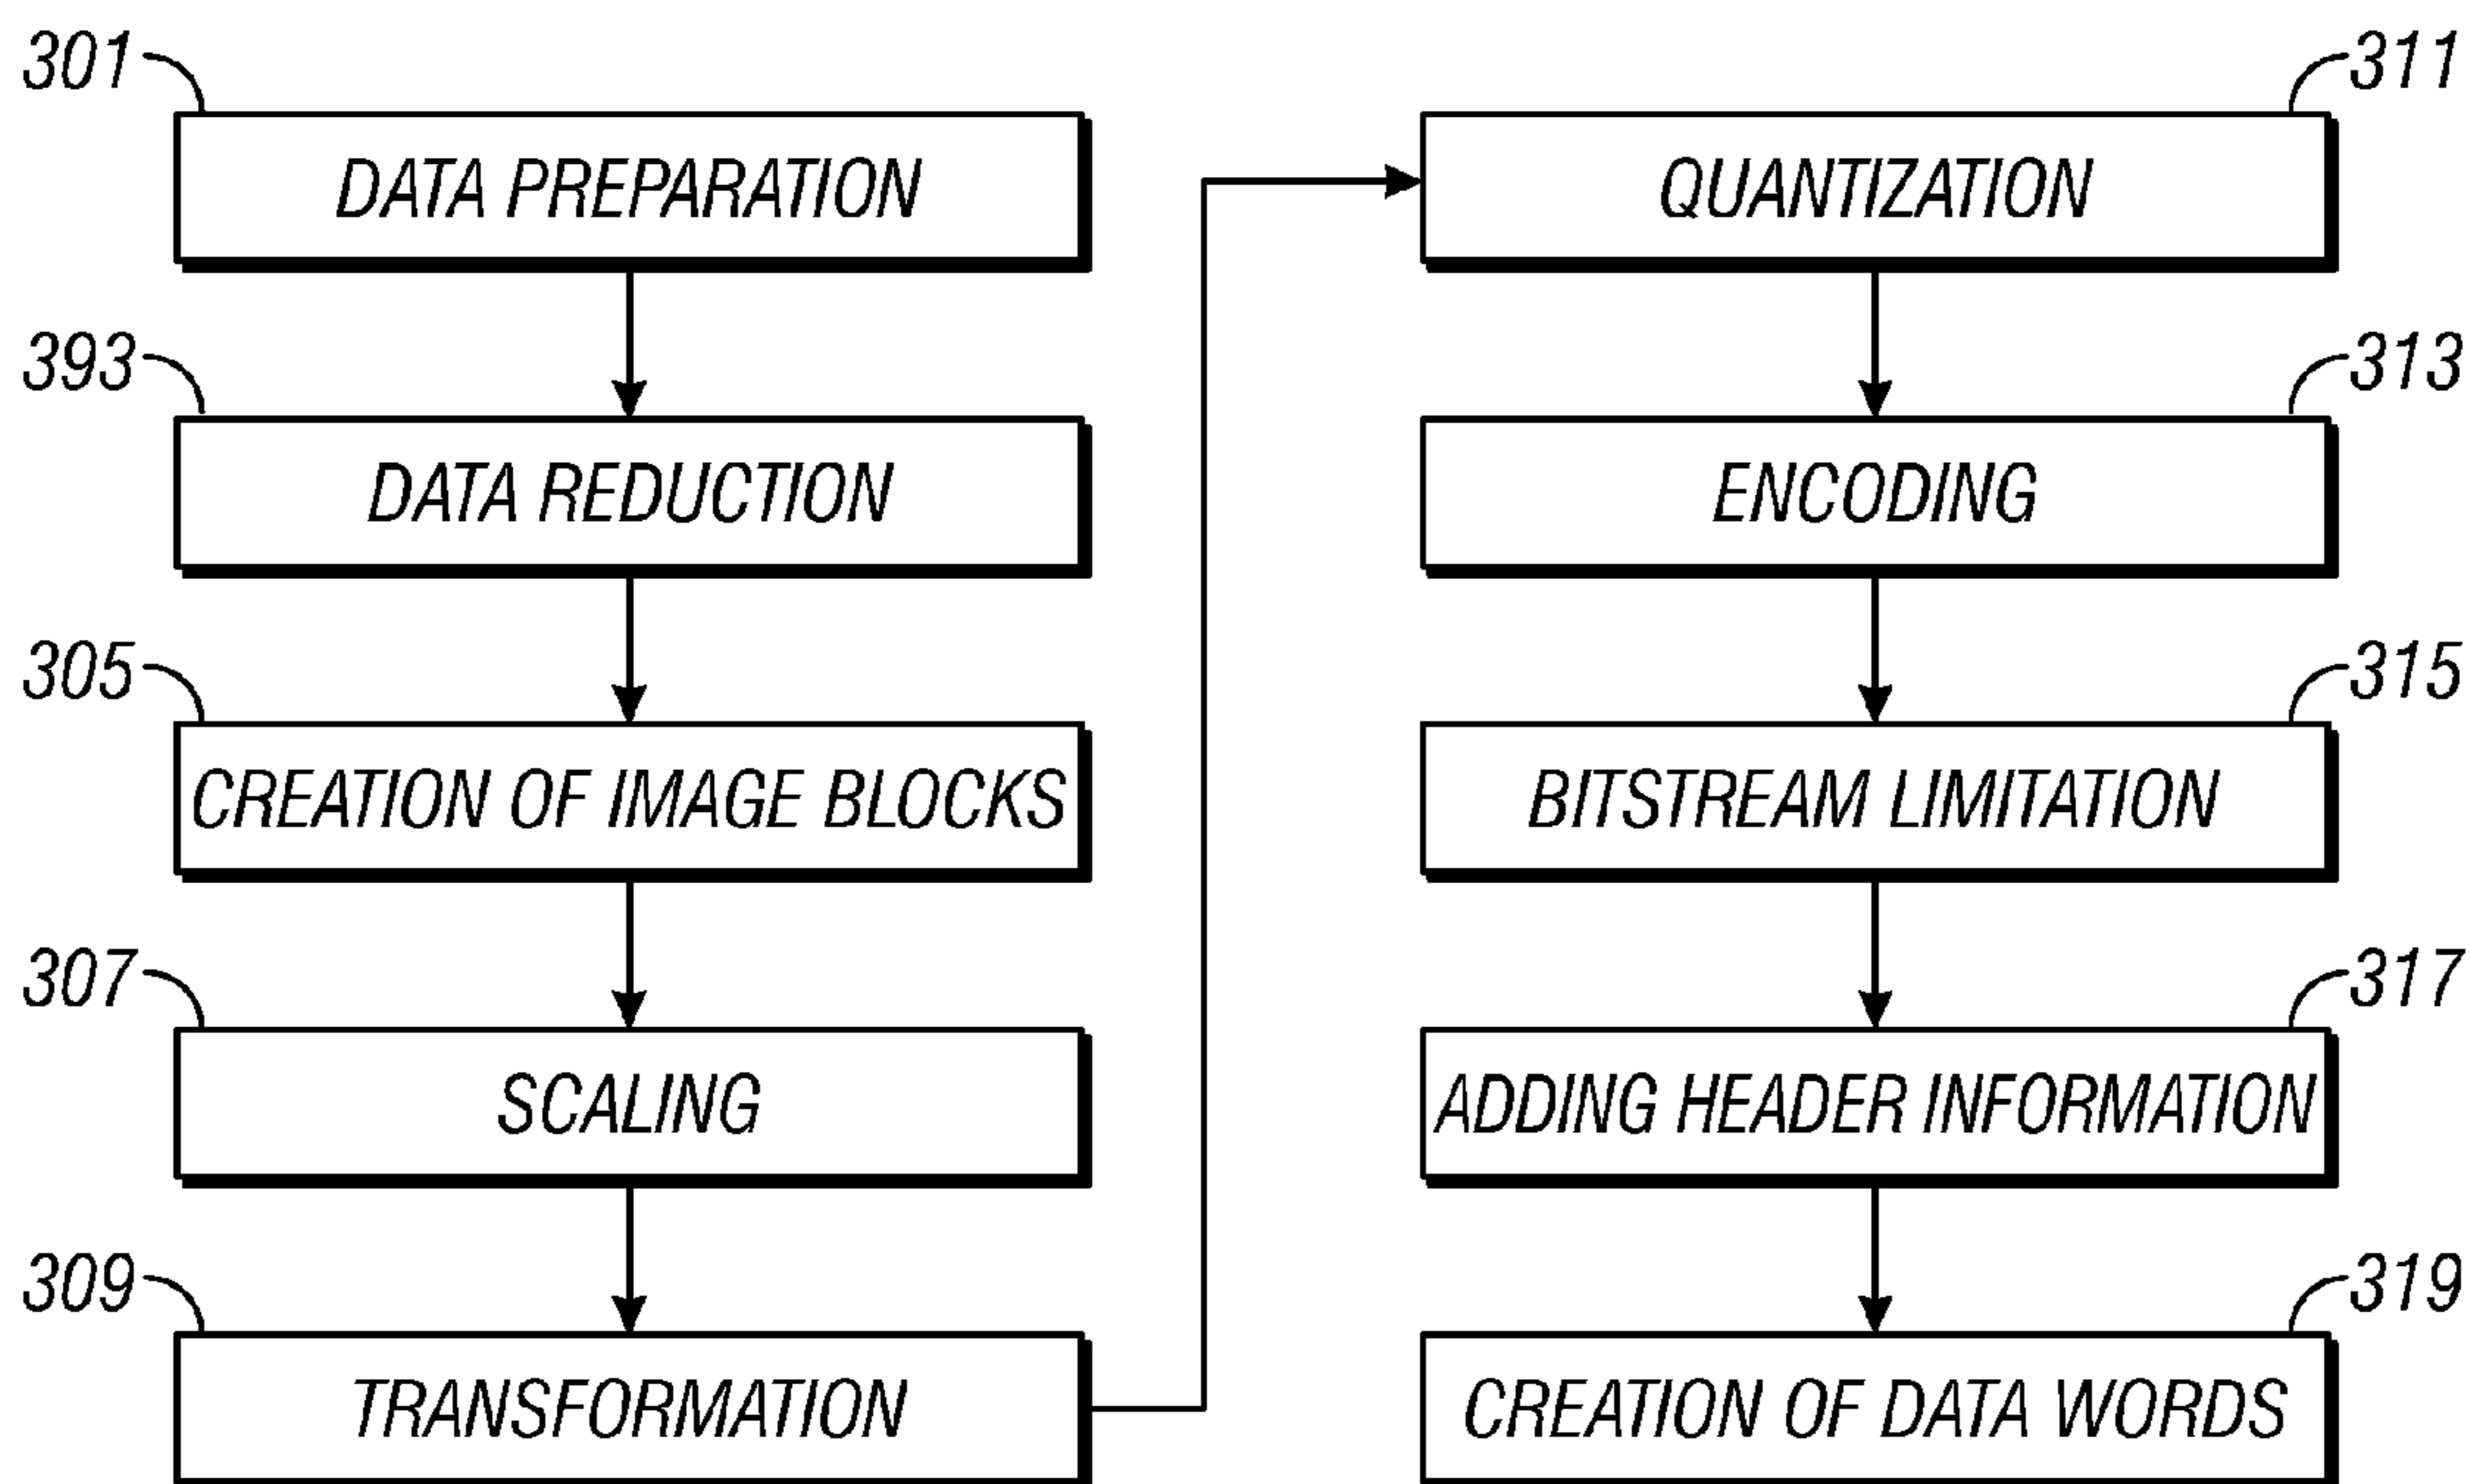 301
DATA PREPARATION
393
DATA REDUCTION
305
CREATION OF IMAGE BLOCKS
307
SCALING
309
TRANSFORMATION
311
QUANTIZATION
313
ENCODING
315
BITSTREAM LIMITATION
317
ADDING HEADER INFORMATION
319
CREATION OF DATA WORDS